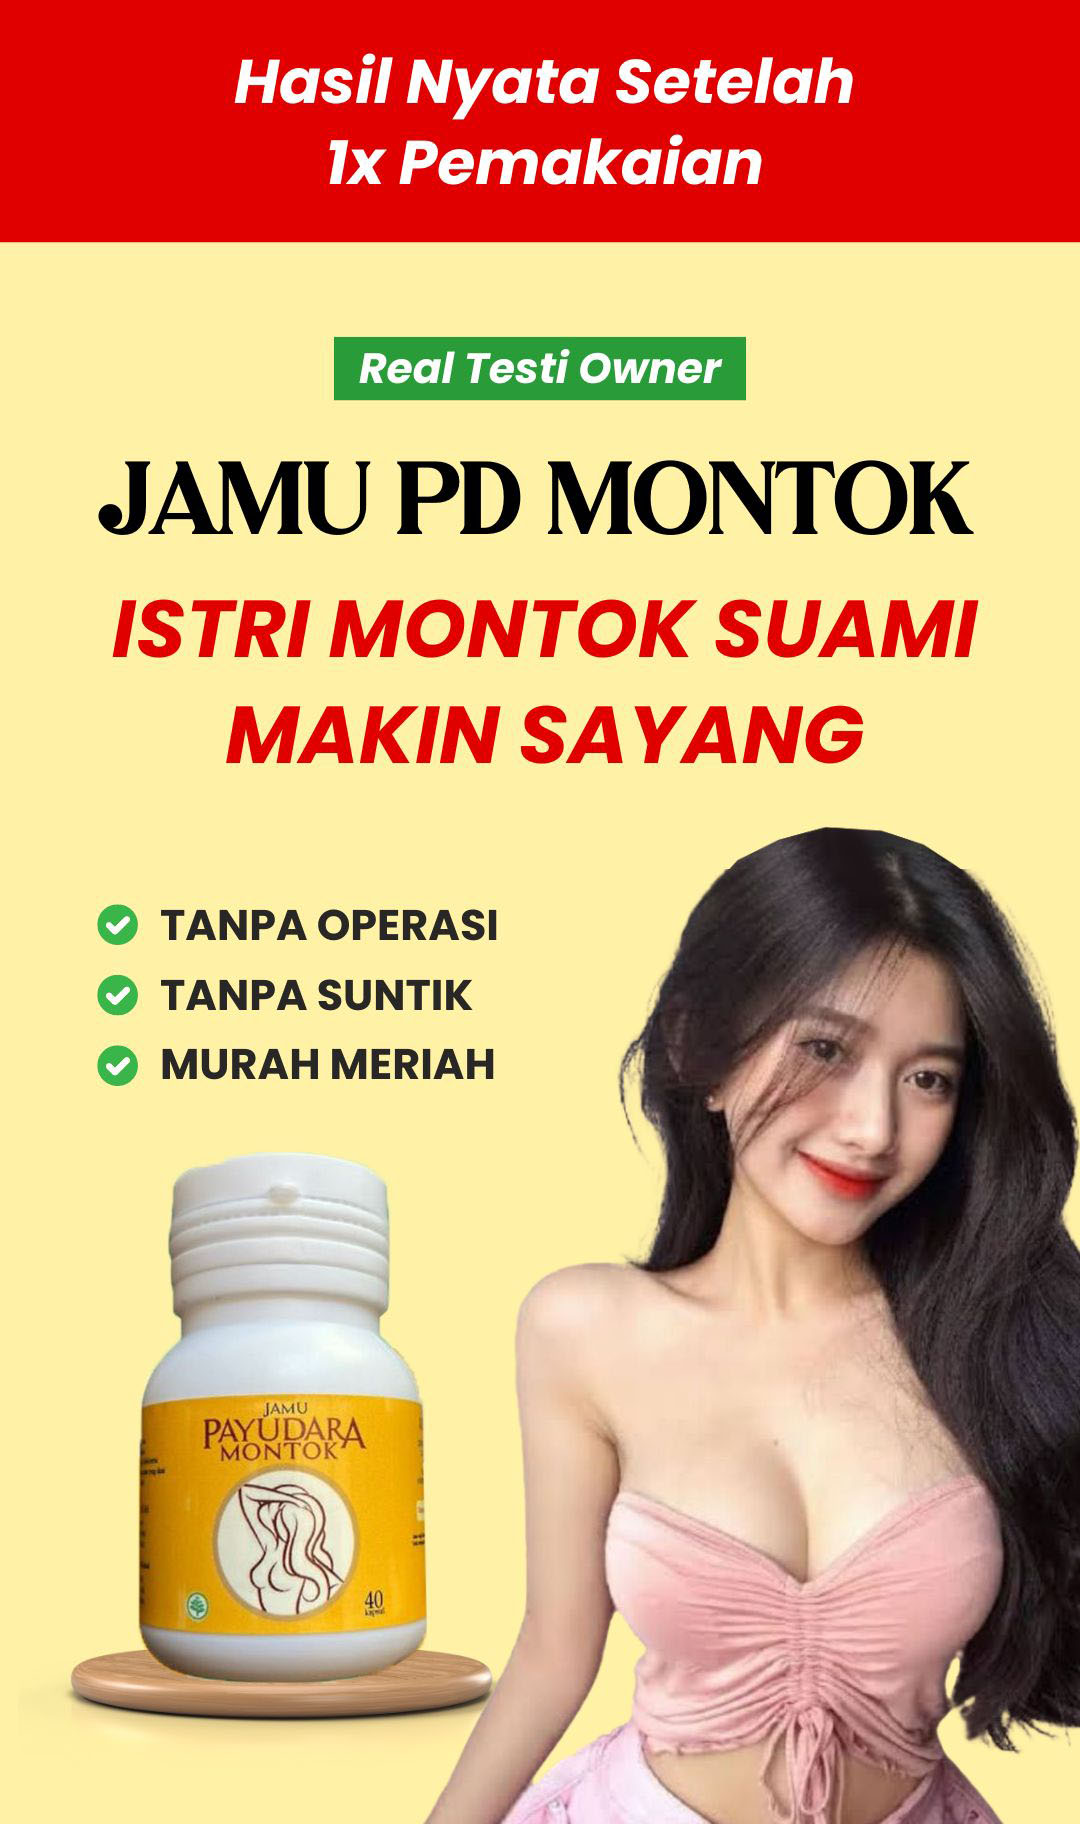 Hasil Nyata Setelah
1x Pemakaian
Real Testi Owner
JAMU PD MONTOK
ISTRI MONTOK SUAMI
MAKIN SAYANG
TANPA OPERASI
TANPA SUNTIK
MURAH MERIAH
JAMU
PAYUDARA
MONTOK
40
kapsul